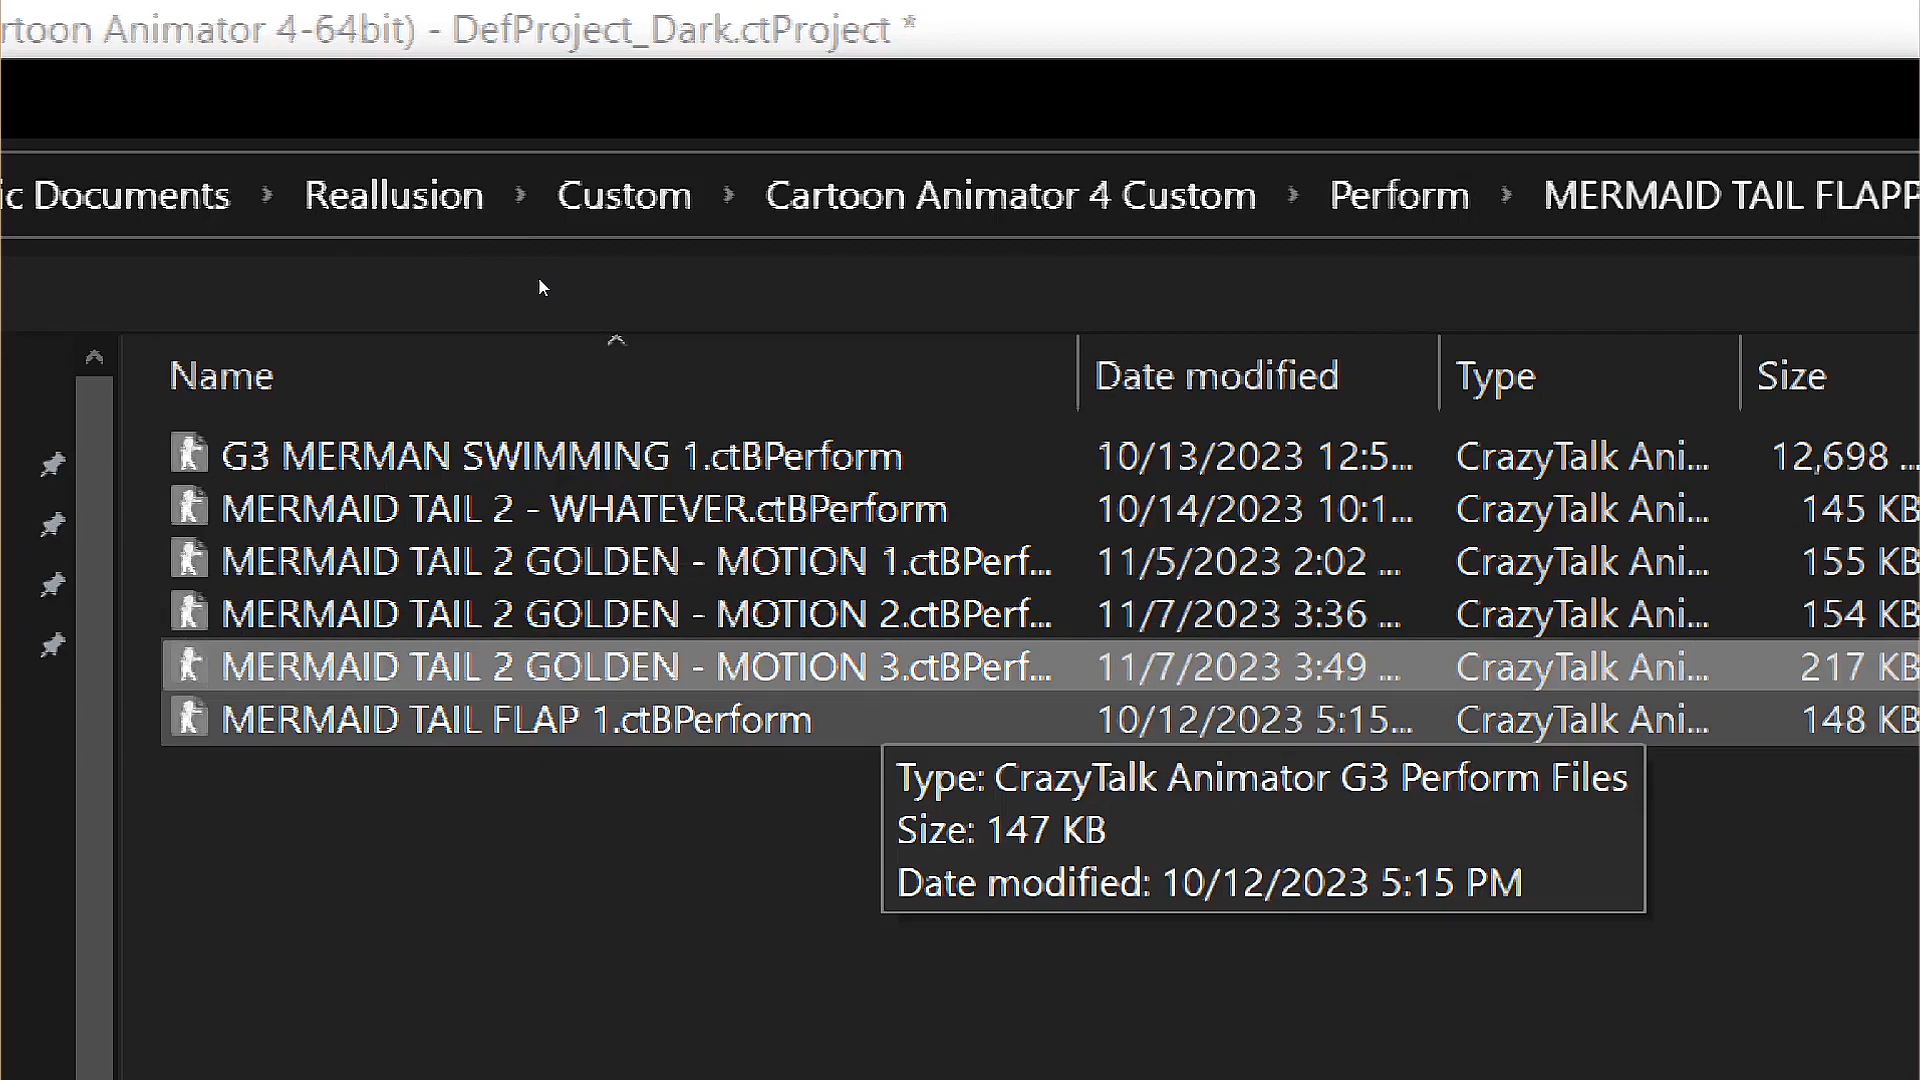 rtoon Animator 4-64bit) - DefProject_Dark.ctProject *
ic Documents › Reallusion › Custom › Cartoon Animator 4 Custom › Perform › MERMAID TAIL FLAPP
Name Date modified Type Size
G3 MERMAN SWIMMING 1.ctBPerform 10/13/2023 12:5... CrazyTalk Ani... 12,698 ...
MERMAID TAIL 2 - WHATEVER.ctBPerform 10/14/2023 10:1... CrazyTalk Ani... 145 KB
MERMAID TAIL 2 GOLDEN - MOTION 1.ctBPerf... 11/5/2023 2:02 ... CrazyTalk Ani... 155 KB
MERMAID TAIL 2 GOLDEN - MOTION 2.ctBPerf... 11/7/2023 3:36 ... CrazyTalk Ani... 154 KB
MERMAID TAIL 2 GOLDEN - MOTION 3.ctBPerf... 11/7/2023 3:49 ... CrazyTalk Ani... 217 KB
MERMAID TAIL FLAP 1.ctBPerform 10/12/2023 5:15... CrazyTalk Ani... 148 KB
Type: CrazyTalk Animator G3 Perform Files
Size: 147 KB
Date modified: 10/12/2023 5:15 PM